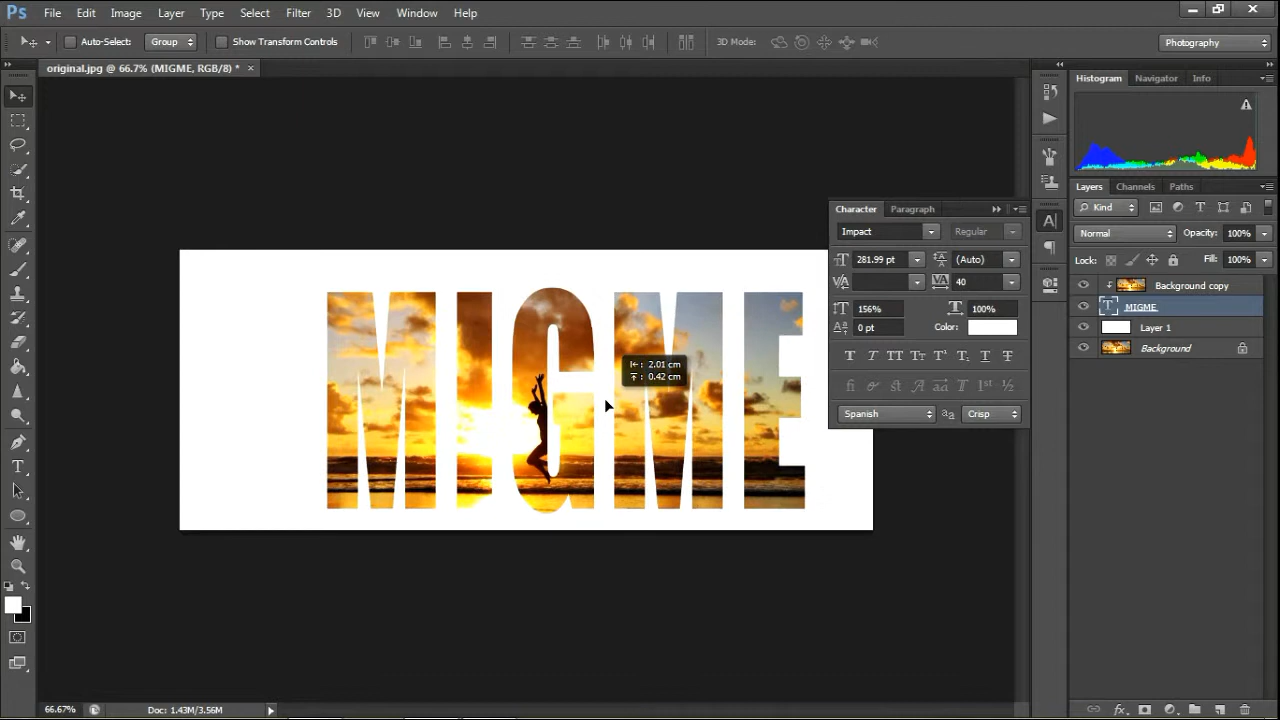 Ps File Edit Image Layer Type Select Filter 3D View Window Help
Auto-Select: Group Show Transform Controls 3D Mode: Photography
original.jpg @ 66.7% (MIGME, RGB/8) * ×
Histogram Navigator Info
Layers Channels Paths
Kind
Normal Opacity: 100%
Lock: Fill: 100%
Background copy
MIGME
Layer 1
Background
Character Paragraph
Impact Regular
281.99 pt (Auto)
40
156% 100%
0 pt Color:
Spanish Crisp
MIGME
2.01 cm
0.42 cm
66.67% Doc: 1.43M/3.56M